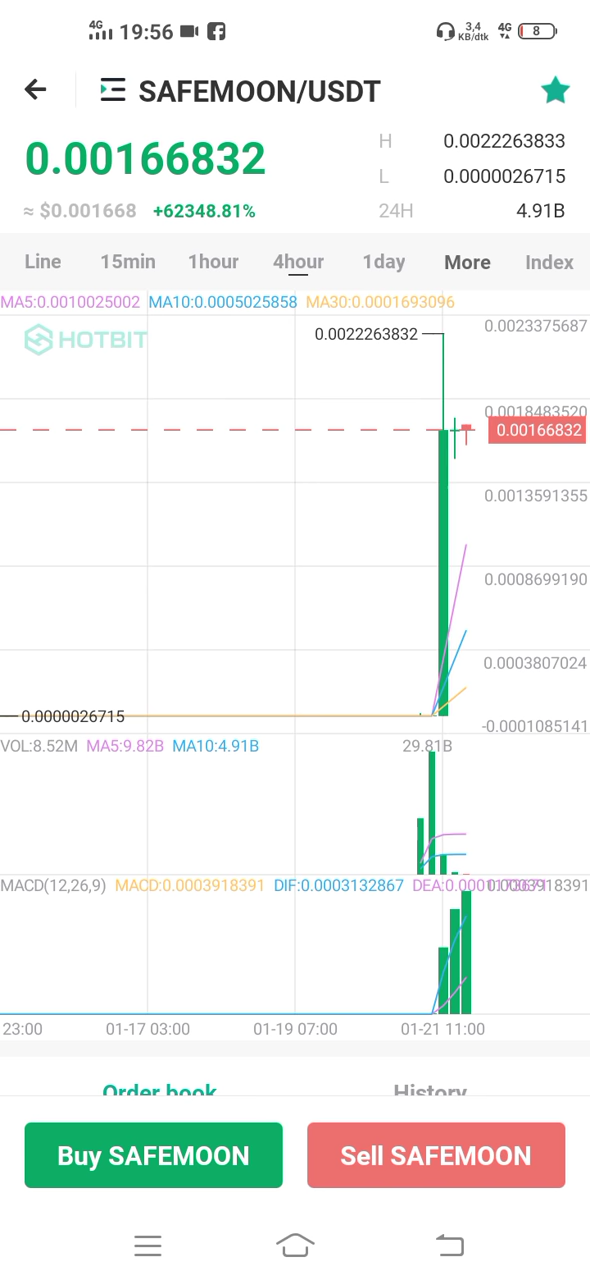 4G 19:56 3,4 KB/dtk 4G 8
SAFEMOON/USDT
0.00166832
H 0.0022263833
L 0.0000026715
≈ $0.001668 +62348.81% 24H 4.91B
Line 15min 1hour 4hour 1day More Index
MA5:0.0010025002 MA10:0.0005025858 MA30:0.0001693096
0.0023375687
HOTBIT
0.0022263832
0.0018483520
0.00166832
0.0013591355
0.0008699190
0.0003807024
0.0000026715
-0.0001085141
VOL:8.52M MA5:9.82B MA10:4.91B 29.81B
MACD(12,26,9) MACD:0.0003918391 DIF:0.0003132867 0.0003918391
23:00 01-17 03:00 01-19 07:00 01-21 11:00
Order book History
Buy SAFEMOON Sell SAFEMOON